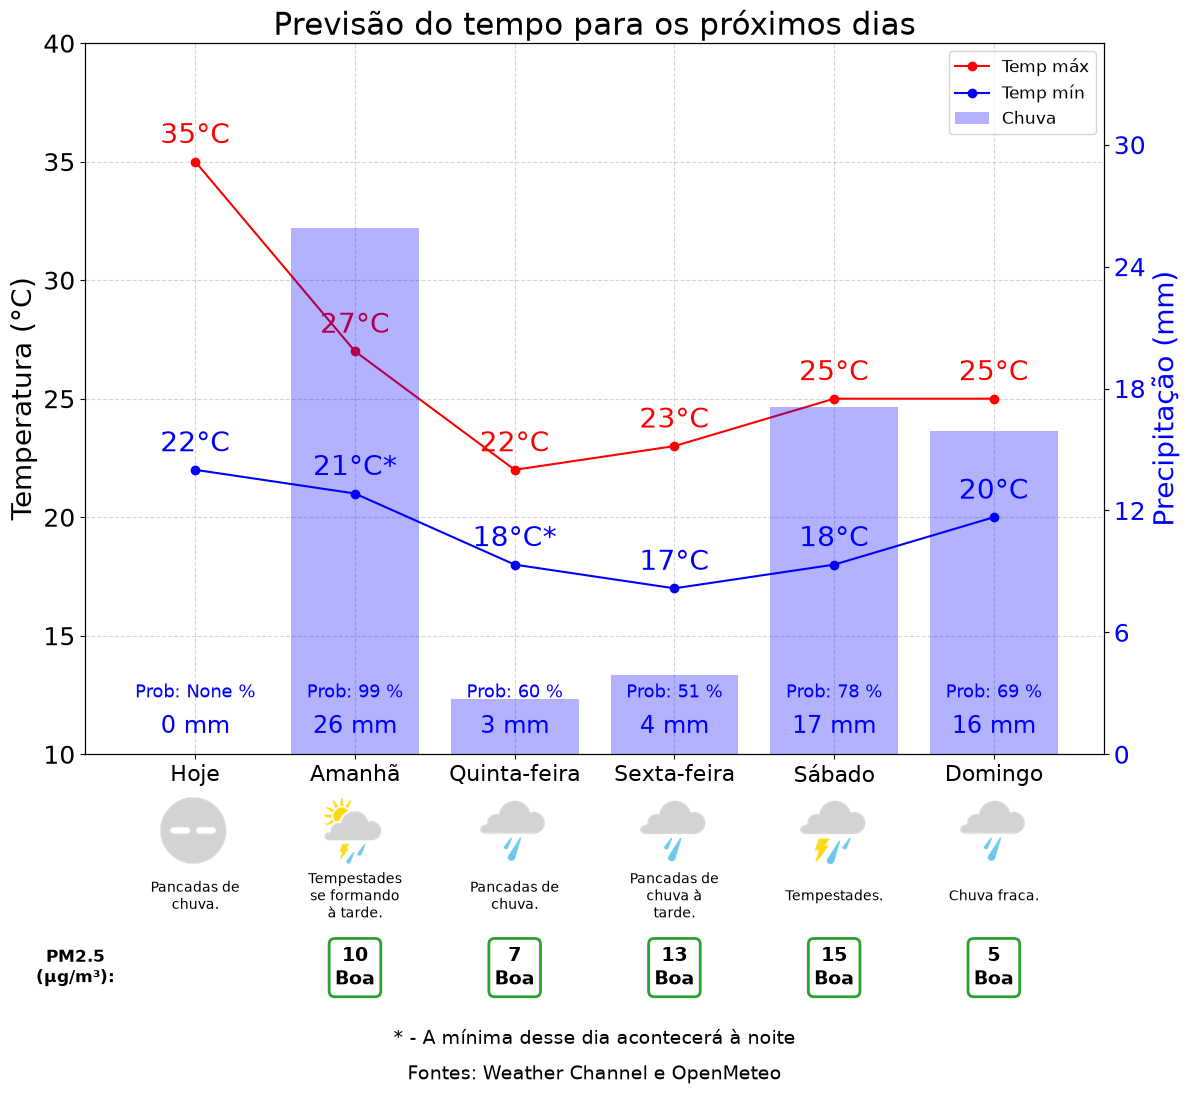 Previsão do tempo para os próximos dias
Temp máx
Temp mín
Chuva
Temperatura (°C)
Precipitação (mm)
40
35
30
25
20
15
10
30
24
18
12
6
0
35°C
27°C
22°C
23°C
25°C
25°C
22°C
21°C*
18°C*
17°C
18°C
20°C
Prob: None %
Prob: 99 %
Prob: 60 %
Prob: 51 %
Prob: 78 %
Prob: 69 %
0 mm
26 mm
3 mm
4 mm
17 mm
16 mm
Hoje
Amanhã
Quinta-feira
Sexta-feira
Sábado
Domingo
Pancadas de
chuva.
Tempestades
se formando
à tarde.
Pancadas de
chuva.
Pancadas de
chuva à
tarde.
Tempestades.
Chuva fraca.
PM2.5
(µg/m³):
10
Boa
7
Boa
13
Boa
15
Boa
5
Boa
* - A mínima desse dia acontecerá à noite
Fontes: Weather Channel e OpenMeteo